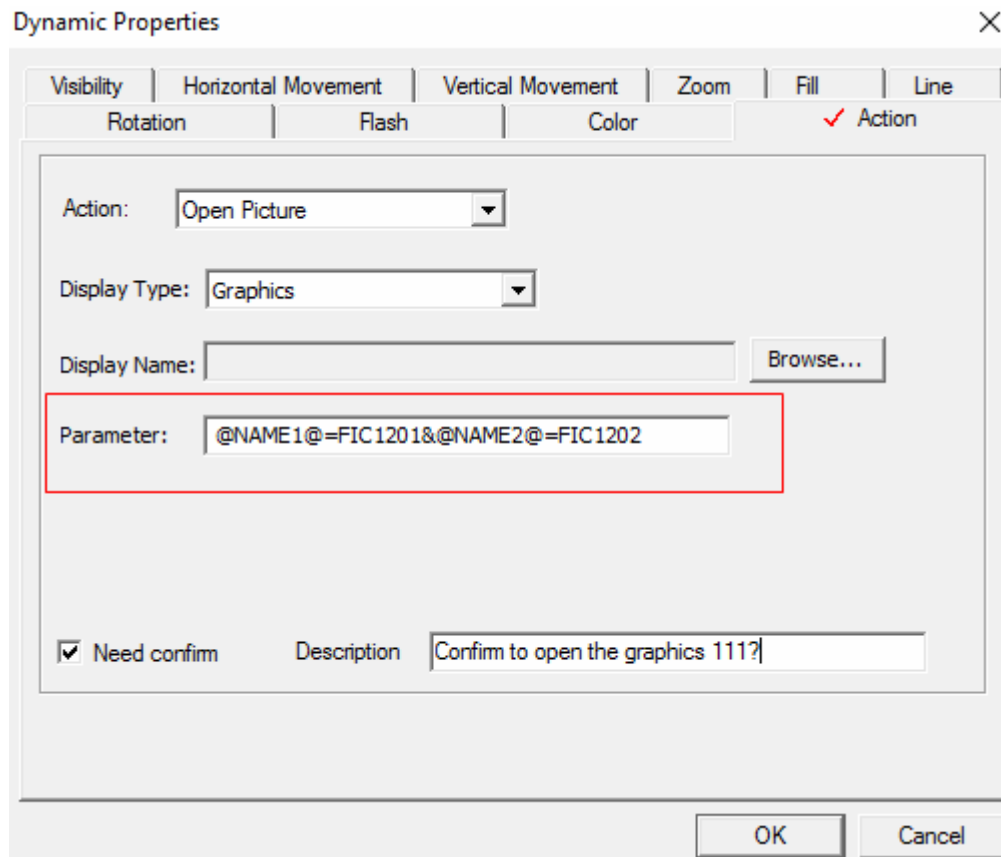 Dynamic Properties
Visibility Horizontal Movement Vertical Movement Zoom Fill Line
Rotation Flash Color Action
Action: Open Picture
Display Type: Graphics
Display Name: Browse...
Parameter: @NAME1@=FIC1201&@NAME2@=FIC1202
Need confirm Description Confirm to open the graphics 111?
OK Cancel